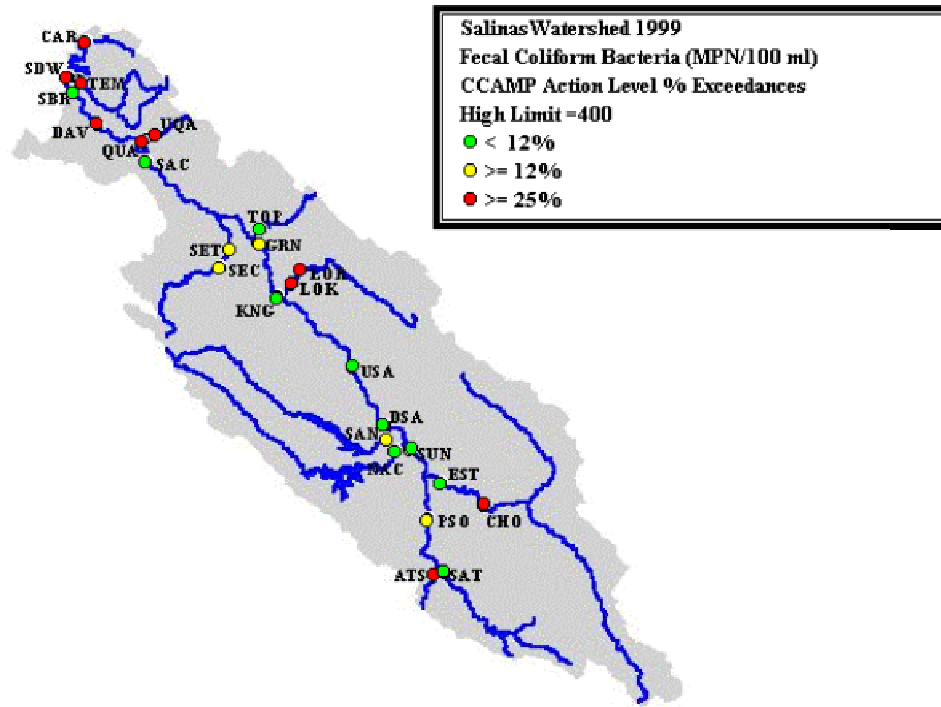 Salinas Watershed 1999
Fecal Coliform Bacteria (MPN/100 ml)
CCAMP Action Level % Exceedances
High Limit =400
< 12%
>= 12%
>= 25%
CAR
SDW
TEM
SBR
DAV
UQA
QUA
SAC
TOP
SET
GRN
SEC
LOR
LOK
KNG
USA
DSA
SAN
SUN
NAC
EST
PSO
CHO
ATS
SAT